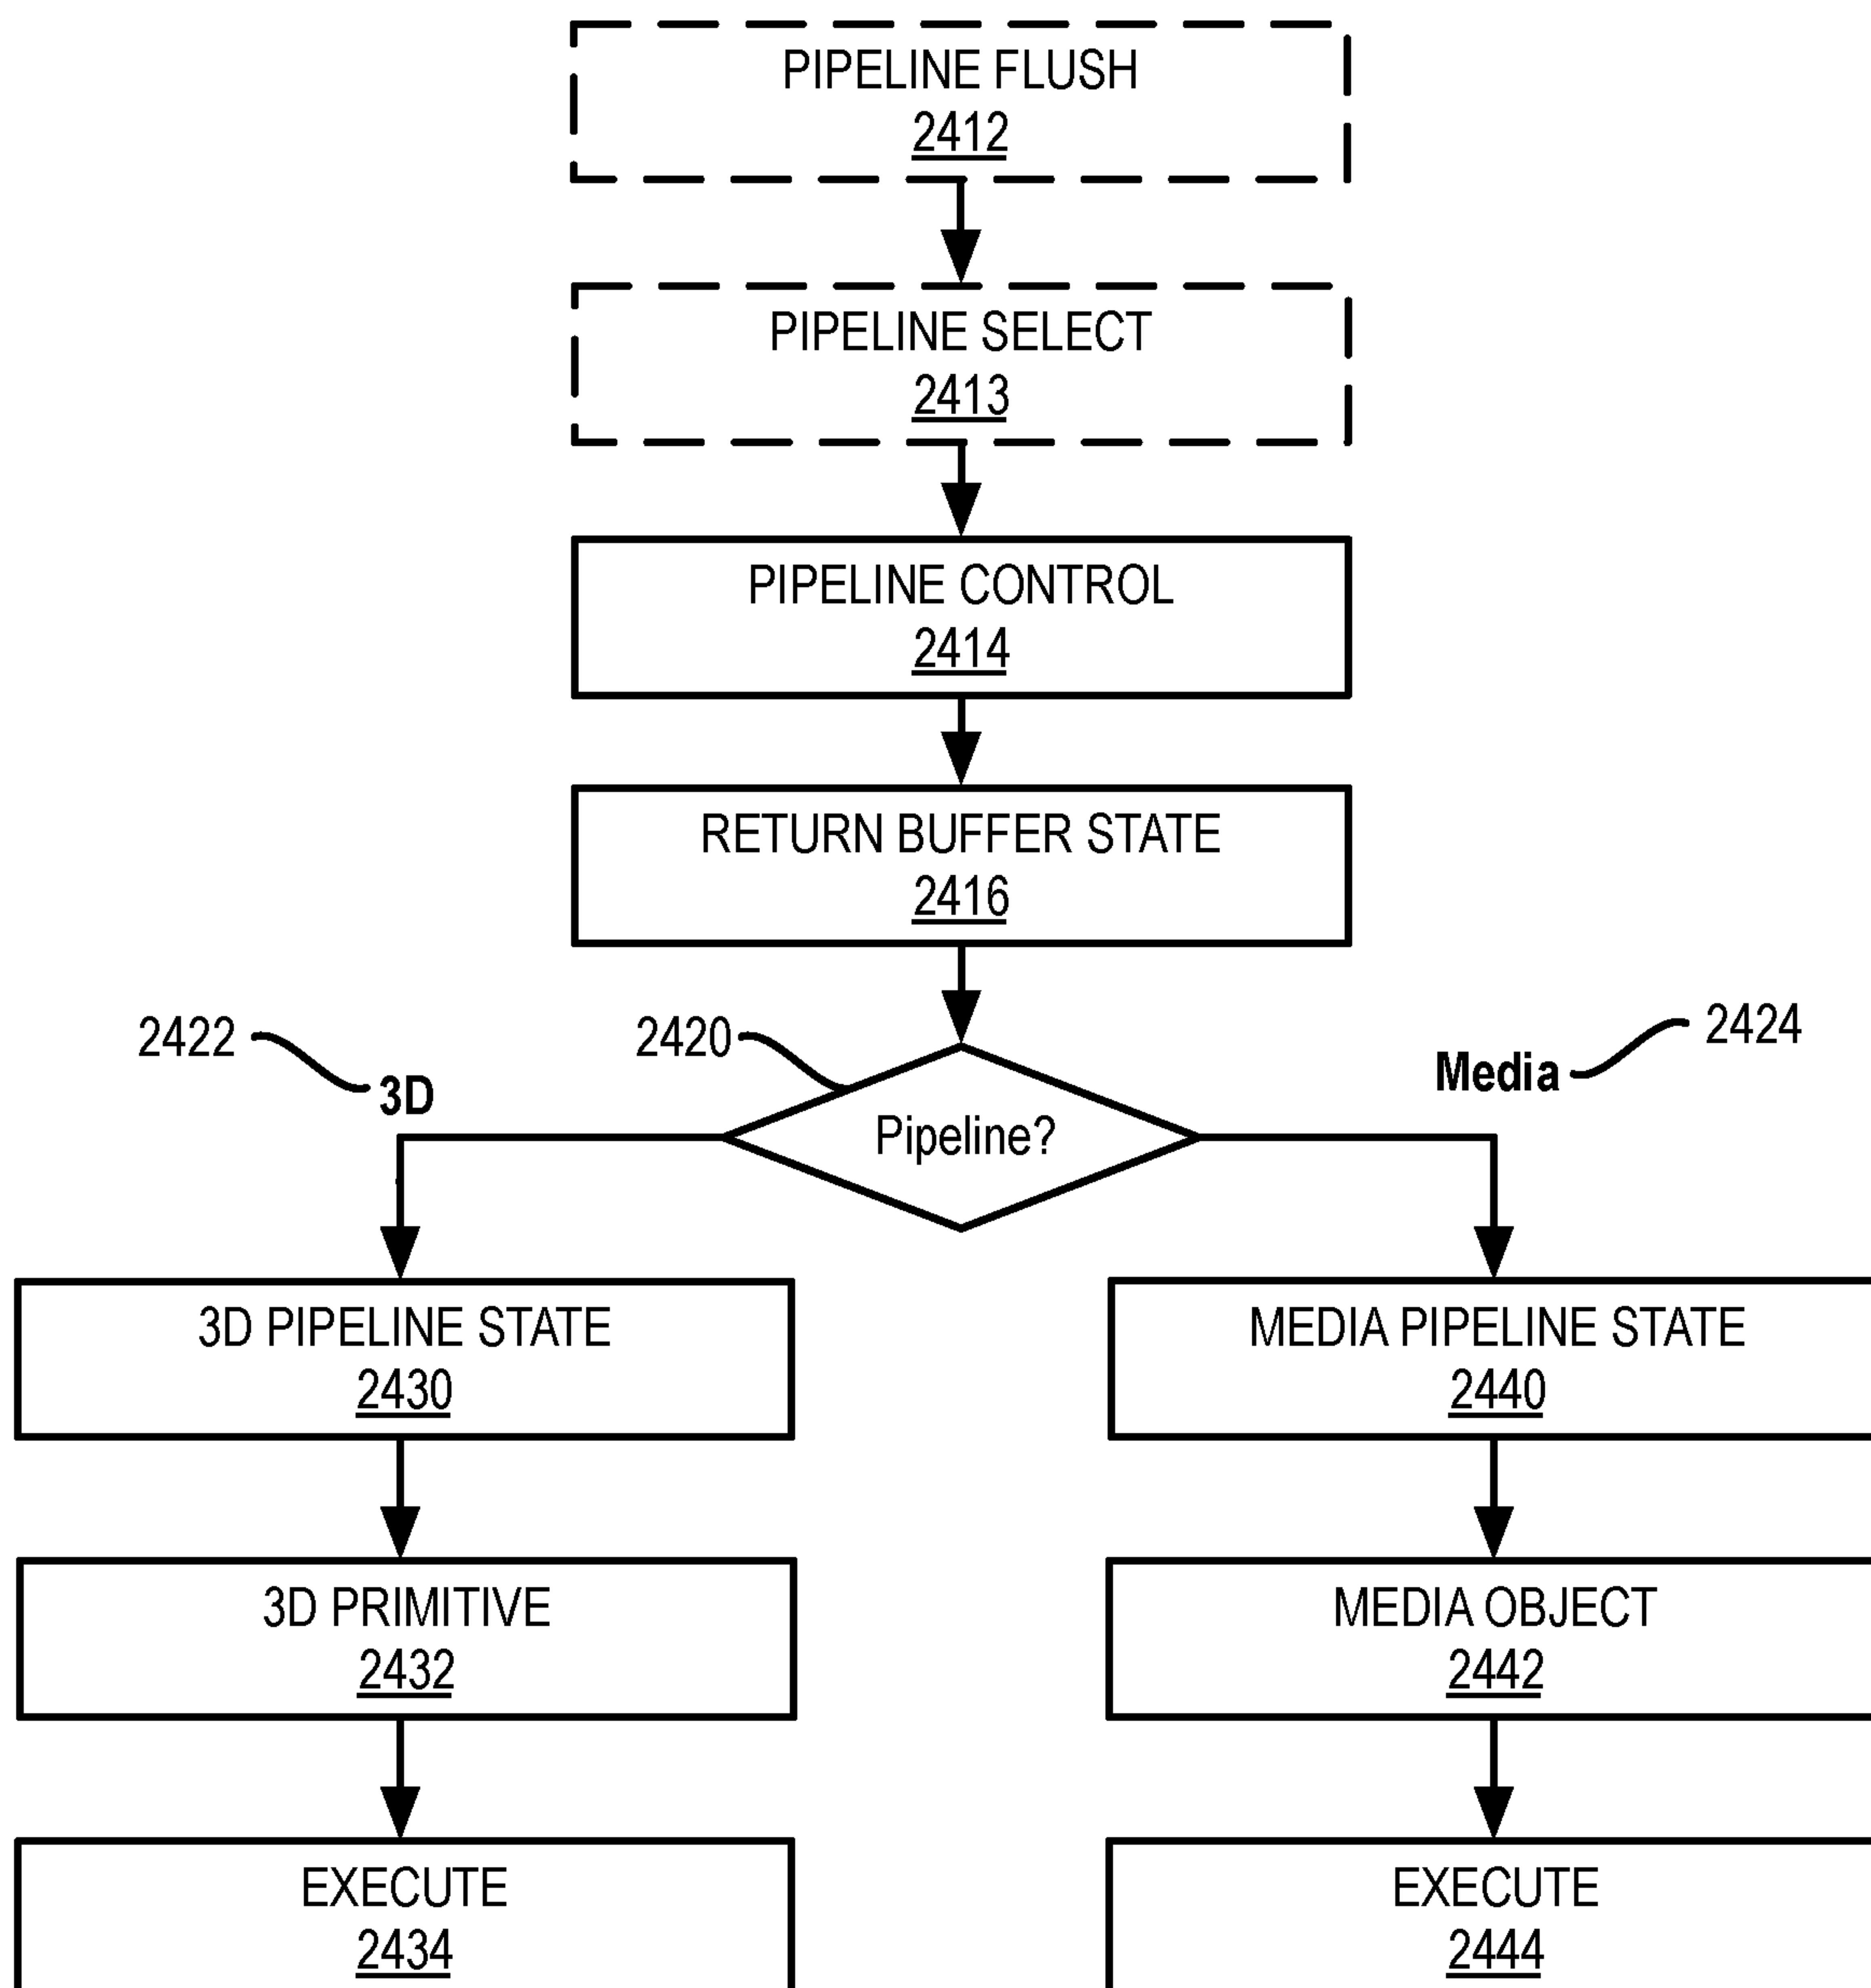 PIPELINE FLUSH
2412
PIPELINE SELECT
2413
PIPELINE CONTROL
2414
RETURN BUFFER STATE
2416
2422
3D
2420
Pipeline?
Media
2424
3D PIPELINE STATE
2430
MEDIA PIPELINE STATE
2440
3D PRIMITIVE
2432
MEDIA OBJECT
2442
EXECUTE
2434
EXECUTE
2444